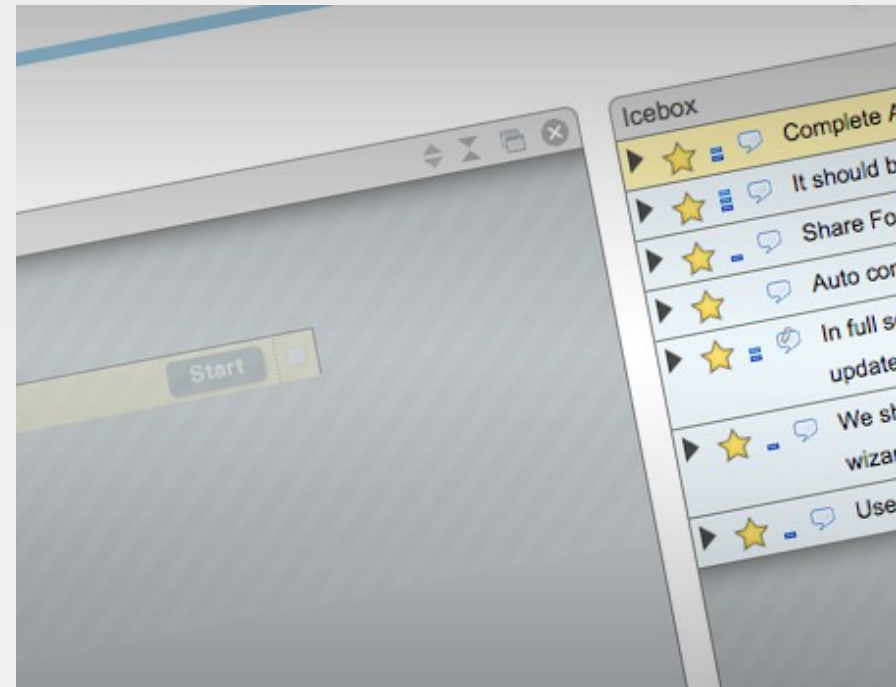 Start
Icebox
Complete
It should b
Share Fo
Auto con
In full
update
We sh
wizar
Use